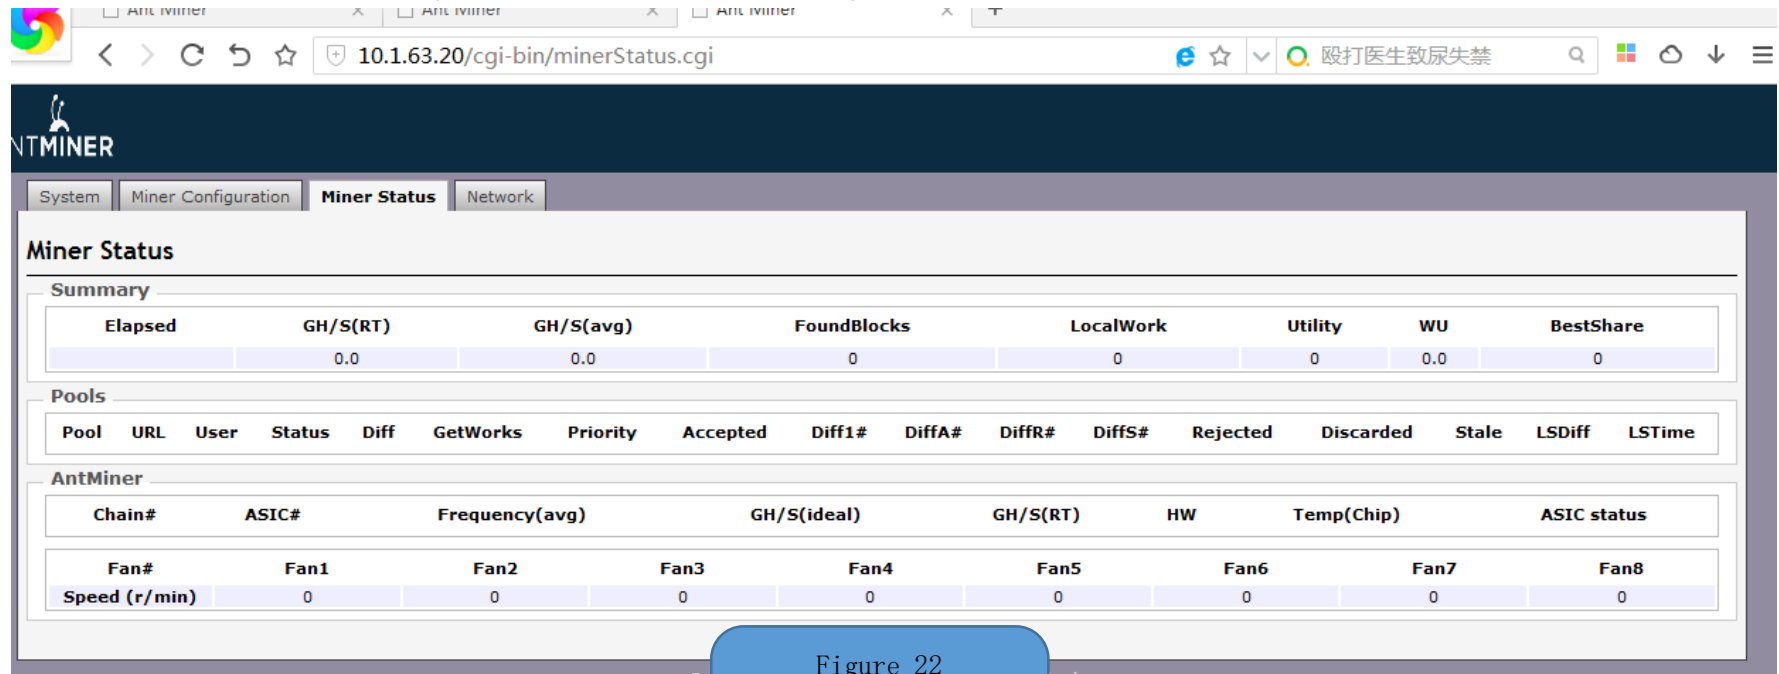 Ant Miner Ant Miner Ant Miner
10.1.63.20/cgi-bin/minerStatus.cgi 殴打医生致尿失禁
NTMINER
System Miner Configuration Miner Status Network
Miner Status
Summary
Elapsed GH/S(RT) GH/S(avg) FoundBlocks LocalWork Utility WU BestShare
0.0 0.0 0 0 0 0.0 0
Pools
Pool URL User Status Diff GetWorks Priority Accepted Diff1# DiffA# DiffR# DiffS# Rejected Discarded Stale LSDiff LSTime
AntMiner
Chain# ASIC# Frequency(avg) GH/S(ideal) GH/S(RT) HW Temp(Chip) ASIC status
Fan# Fan1 Fan2 Fan3 Fan4 Fan5 Fan6 Fan7 Fan8
Speed (r/min) 0 0 0 0 0 0 0 0
Figure 22